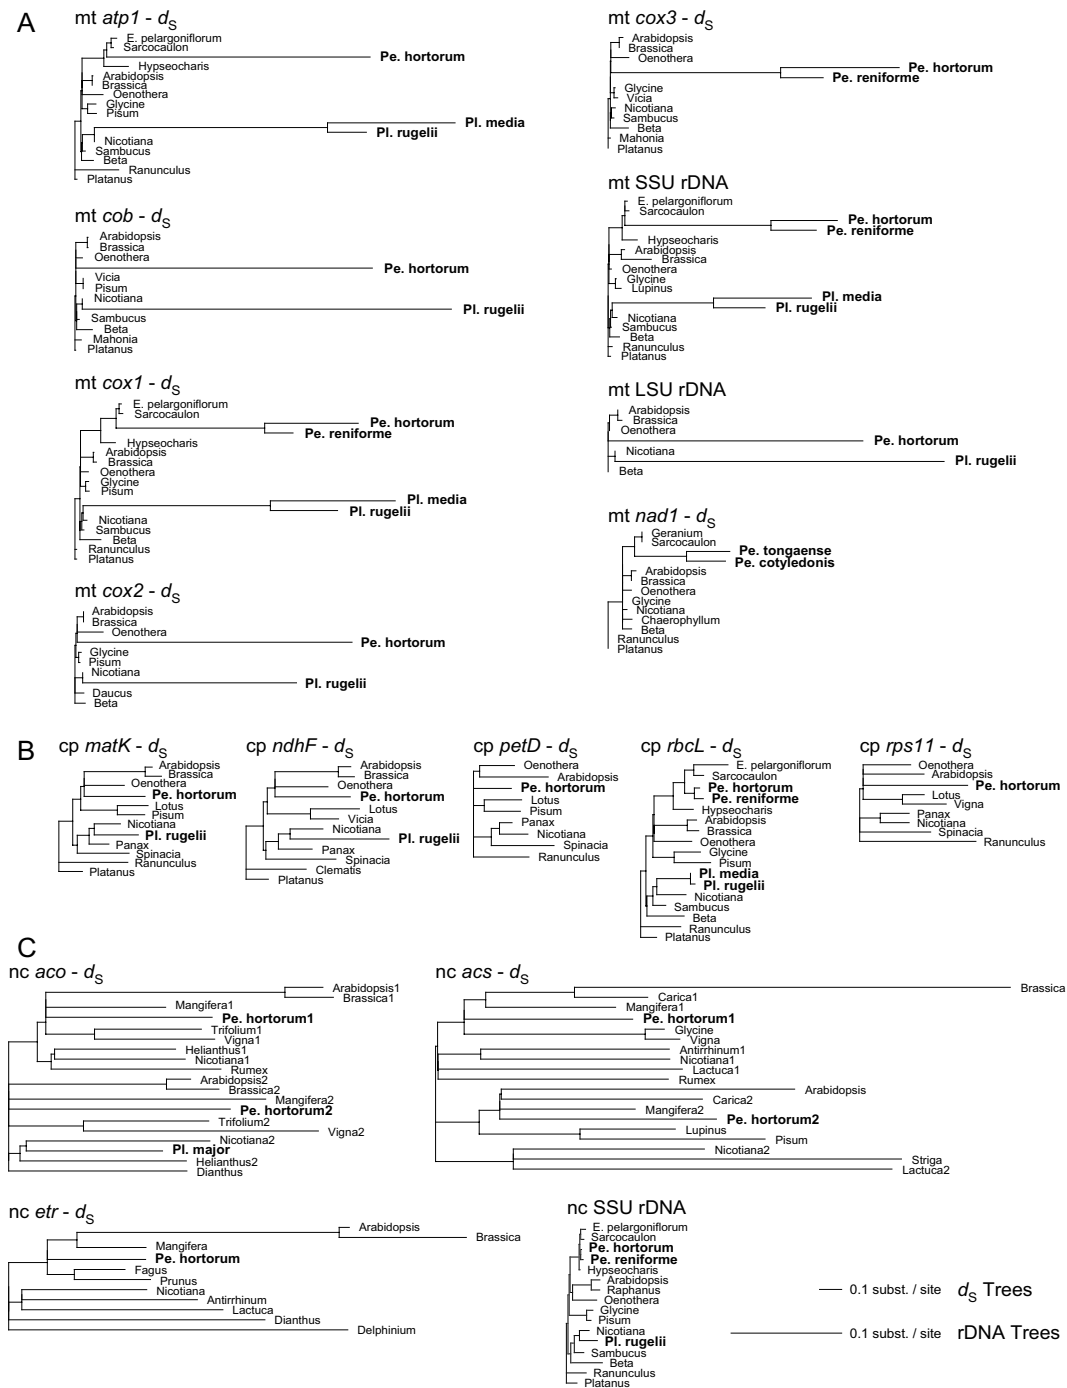 A
mt atp1 - dS
E. pelargoniflorum
Sarcocaulon
Pe. hortorum
Hypseocharis
Arabidopsis
Brassica
Oenothera
Glycine
Pisum
Pl. media
Pl. rugelii
Nicotiana
Sambucus
Beta
Ranunculus
Platanus
mt cob - dS
Arabidopsis
Brassica
Oenothera
Pe. hortorum
Vicia
Pisum
Nicotiana
Pl. rugelii
Sambucus
Beta
Mahonia
Platanus
mt cox1 - dS
E. pelargoniflorum
Sarcocaulon
Pe. hortorum
Pe. reniforme
Hypseocharis
Arabidopsis
Brassica
Oenothera
Glycine
Pisum
Pl. media
Pl. rugelii
Nicotiana
Sambucus
Beta
Ranunculus
Platanus
mt cox2 - dS
Arabidopsis
Brassica
Oenothera
Pe. hortorum
Glycine
Pisum
Nicotiana
Pl. rugelii
Daucus
Beta
mt cox3 - dS
Arabidopsis
Brassica
Oenothera
Pe. hortorum
Pe. reniforme
Glycine
Vicia
Nicotiana
Sambucus
Beta
Mahonia
Platanus
mt SSU rDNA
E. pelargoniflorum
Sarcocaulon
Pe. hortorum
Pe. reniforme
Hypseocharis
Arabidopsis
Brassica
Oenothera
Glycine
Lupinus
Pl. media
Pl. rugelii
Nicotiana
Sambucus
Beta
Ranunculus
Platanus
mt LSU rDNA
Arabidopsis
Brassica
Oenothera
Pe. hortorum
Nicotiana
Pl. rugelii
Beta
mt nad1 - dS
Geranium
Sarcocaulon
Pe. tongaense
Pe. cotyledonis
Arabidopsis
Brassica
Oenothera
Glycine
Nicotiana
Chaerophyllum
Beta
Ranunculus
Platanus
B
cp matK - dS
Arabidopsis
Brassica
Oenothera
Pe. hortorum
Lotus
Pisum
Nicotiana
Pl. rugelii
Panax
Spinacia
Ranunculus
Platanus
cp ndhF - dS
Arabidopsis
Brassica
Oenothera
Pe. hortorum
Lotus
Vicia
Nicotiana
Pl. rugelii
Panax
Spinacia
Clematis
Platanus
cp petD - dS
Oenothera
Arabidopsis
Pe. hortorum
Lotus
Pisum
Panax
Nicotiana
Spinacia
Ranunculus
cp rbcL - dS
E. pelargoniflorum
Sarcocaulon
Pe. hortorum
Pe. reniforme
Hypseocharis
Arabidopsis
Brassica
Oenothera
Glycine
Pisum
Pl. media
Pl. rugelii
Nicotiana
Sambucus
Beta
Ranunculus
Platanus
cp rps11 - dS
Oenothera
Arabidopsis
Pe. hortorum
Lotus
Vigna
Panax
Nicotiana
Spinacia
Ranunculus
C
nc aco - dS
Arabidopsis1
Brassica1
Mangifera1
Pe. hortorum1
Trifolium1
Vigna1
Helianthus1
Nicotiana1
Rumex
Arabidopsis2
Brassica2
Mangifera2
Pe. hortorum2
Trifolium2
Vigna2
Nicotiana2
Pl. major
Helianthus2
Dianthus
nc acs - dS
Brassica
Carica1
Mangifera1
Pe. hortorum1
Glycine
Vigna
Antirrhinum1
Nicotiana1
Lactuca1
Rumex
Arabidopsis
Carica2
Mangifera2
Pe. hortorum2
Lupinus
Pisum
Nicotiana2
Striga
Lactuca2
nc etr - dS
Arabidopsis
Brassica
Mangifera
Pe. hortorum
Fagus
Prunus
Nicotiana
Antirrhinum
Lactuca
Dianthus
Delphinium
nc SSU rDNA
E. pelargoniflorum
Sarcocaulon
Pe. hortorum
Pe. reniforme
Hypseocharis
Arabidopsis
Raphanus
Oenothera
Glycine
Pisum
Nicotiana
Pl. rugelii
Sambucus
Beta
Ranunculus
Platanus
0.1 subst. / site dS Trees
0.1 subst. / site rDNA Trees